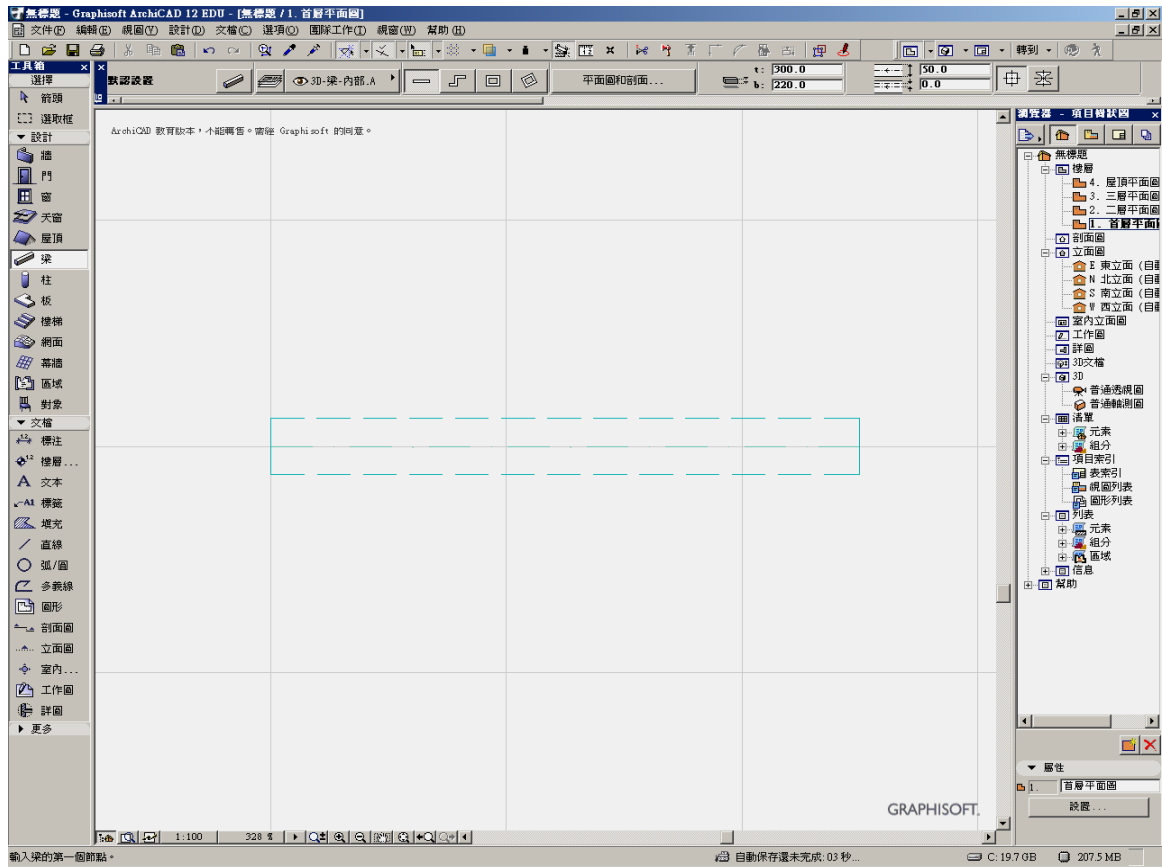 無標題 - Graphisoft ArchiCAD 12 EDU - [無標題 / 1. 首層平面圖]
文件(F) 編輯(E) 視圖(V) 設計(D) 文檔(C) 選項(O) 團隊工作(T) 視窗(W) 幫助(H)
轉到
工具箱
選擇
箭頭
選取框
設計
牆
門
窗
天窗
屋頂
梁
柱
板
樓梯
網面
幕牆
區域
對象
文檔
標注
樓層...
文本
標籤
填充
直線
弧/圓
多義線
圖形
剖面圖
立面圖
室內...
工作圖
詳圖
更多
默認設置
3D-梁-內部.A
平面圖和剖面...
t: 300.0
b: 220.0
50.0
0.0
ArchiCAD 教育版本，不能轉售。需經 Graphisoft 的同意。
GRAPHISOFT.
瀏覽器 - 項目樹狀圖
無標題
樓層
4. 屋頂平面圖
3. 三層平面圖
2. 二層平面圖
1. 首層平面
剖面圖
立面圖
E 東立面 (自動
N 北立面 (自動
S 南立面 (自動
W 西立面 (自動
室內立面圖
工作圖
詳圖
3D文檔
3D
普通透視圖
普通軸測圖
清單
元素
組分
項目索引
表索引
視圖列表
圖形列表
列表
元素
組分
區域
信息
幫助
屬性
1. 首層平面圖
設置...
1:100 328 %
輸入梁的第一個節點。
自動保存還未完成: 03 秒...
C: 19.7 GB
207.5 MB